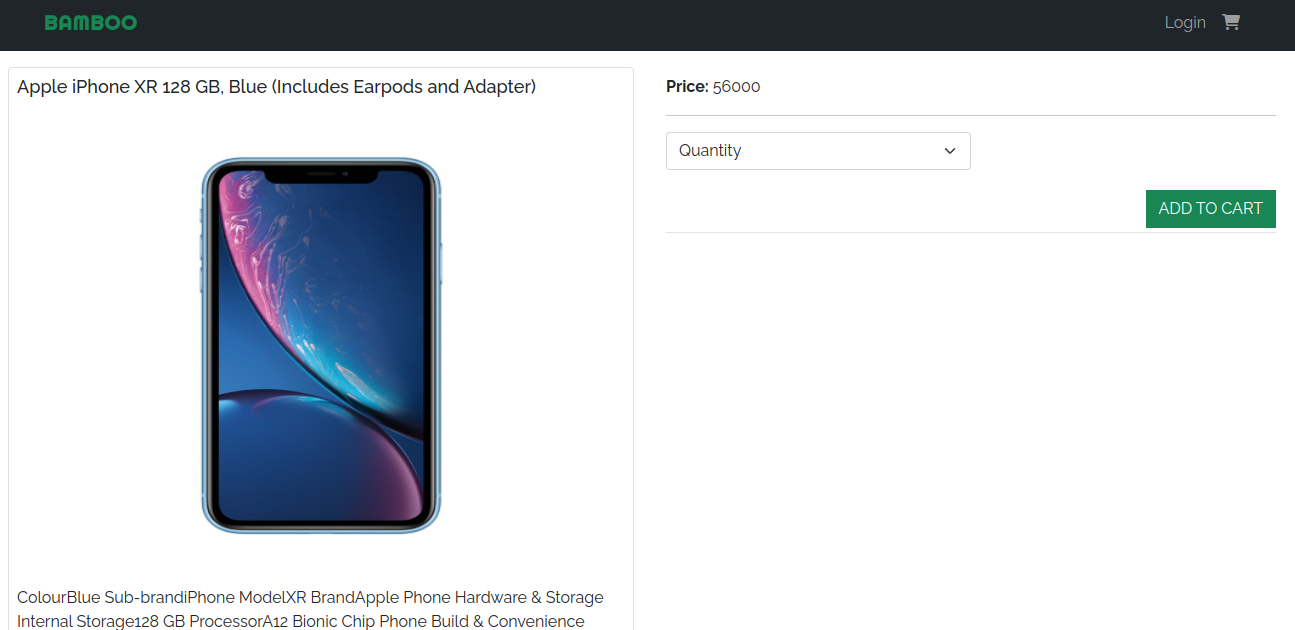 BAMBOO
Login
Apple iPhone XR 128 GB, Blue (Includes Earpods and Adapter)
ColourBlue Sub-brandiPhone ModelXR BrandApple Phone Hardware & Storage
Internal Storage128 GB ProcessorA12 Bionic Chip Phone Build & Convenience
Price: 56000
Quantity
ADD TO CART